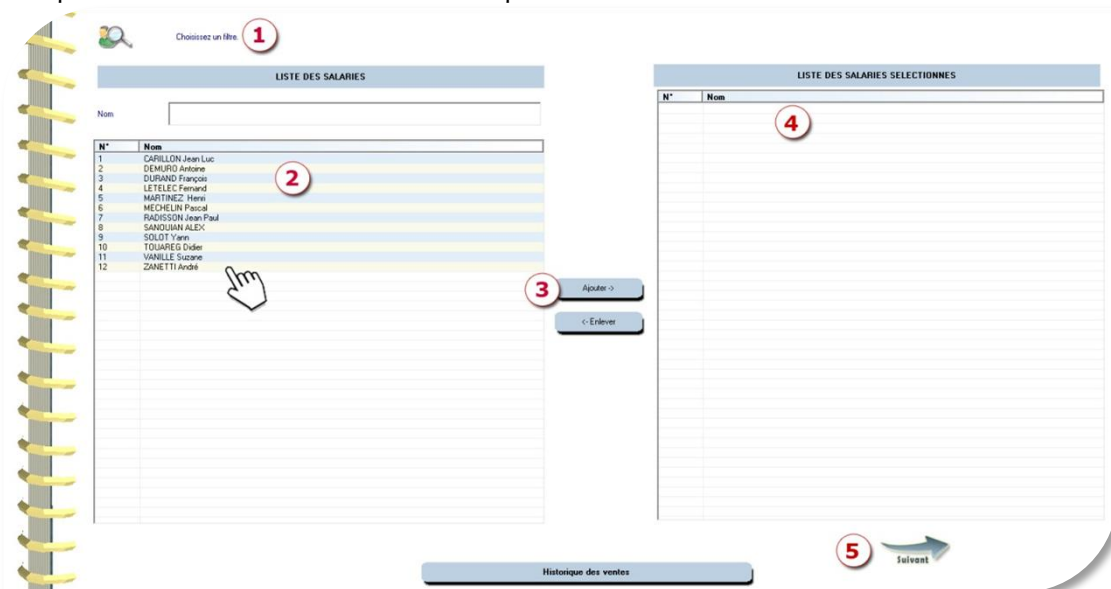 Choisissez un filtre.
1
LISTE DES SALARIES
Nom
N° Nom
1 CARILLON Jean Luc
2 DEMURO Antoine
3 DURAND François
4 LETELEC Fernand
5 MARTINEZ Henri
6 MECHELIN Pascal
7 RADISSON Jean Paul
8 SANOUIAN ALEX
9 SOLOT Yann
10 TOUAREG Didier
11 VANILLE Suzane
12 ZANETTI André
2
3
Ajouter ->
<- Enlever
LISTE DES SALARIES SELECTIONNES
N° Nom
4
5
Suivant
Historique des ventes